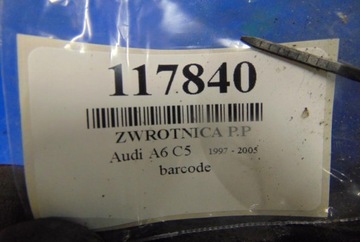 117840
ZWROTNICA P.P
Audi A6 C5 1997 - 2005
barcode